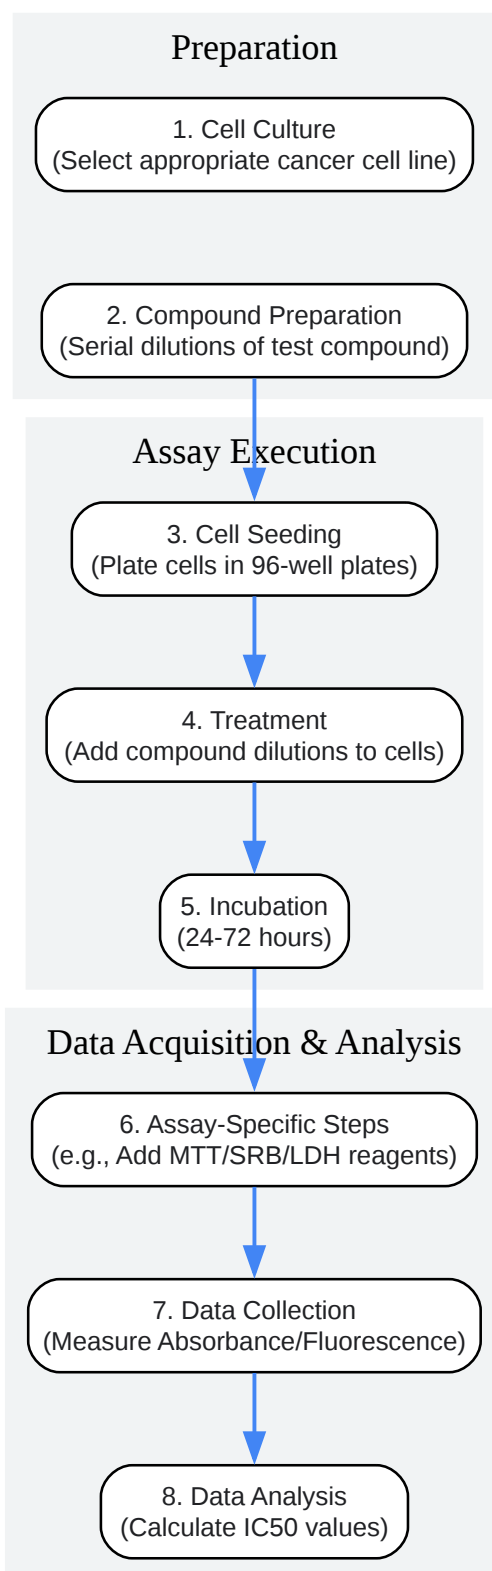 Preparation
1. Cell Culture
(Select appropriate cancer cell line)
2. Compound Preparation
(Serial dilutions of test compound)
Assay Execution
3. Cell Seeding
(Plate cells in 96-well plates)
4. Treatment
(Add compound dilutions to cells)
5. Incubation
(24-72 hours)
Data Acquisition & Analysis
6. Assay-Specific Steps
(e.g., Add MTT/SRB/LDH reagents)
7. Data Collection
(Measure Absorbance/Fluorescence)
8. Data Analysis
(Calculate IC50 values)